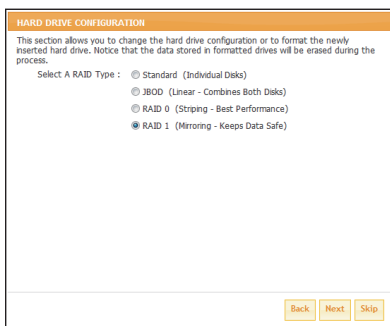 HARD DRIVE CONFIGURATION
This section allows you to change the hard drive configuration or to format the newly
inserted hard drive. Notice that the data stored in formatted drives will be erased during the
process.
Select A RAID Type : Standard (Individual Disks)
JBOD (Linear - Combines Both Disks)
RAID 0 (Striping - Best Performance)
RAID 1 (Mirroring - Keeps Data Safe)
Back Next Skip